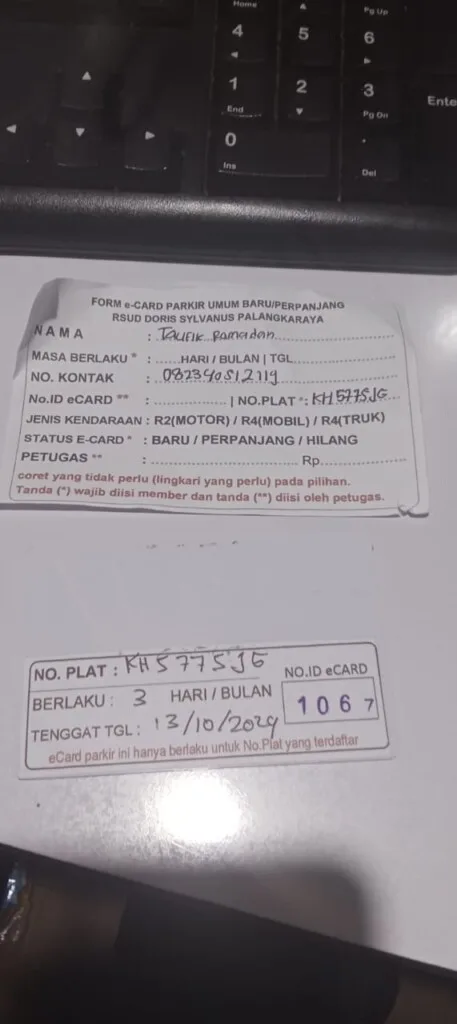 Home
Pg Up
4
5
6
1
2
3
End
Pg Dn
Ente
0
.
Ins
Del
FORM e-CARD PARKIR UMUM BARU/PERPANJANG
RSUD DORIS SYLVANUS PALANGKARAYA
NAMA : Taufik Ramadan
MASA BERLAKU * : ......HARI / BULAN | TGL....................
NO. KONTAK : 082340512119
No.ID eCARD ** : .................. | NO.PLAT *: KH 5775JG
JENIS KENDARAAN : R2(MOTOR) / R4(MOBIL) / R4(TRUK)
STATUS E-CARD * : BARU / PERPANJANG / HILANG
PETUGAS ** : .................................... Rp......................
coret yang tidak perlu (lingkari yang perlu) pada pilihan.
Tanda (*) wajib diisi member dan tanda (**) diisi oleh petugas.
NO. PLAT : KH5775JG
NO.ID eCARD
BERLAKU : 3 HARI / BULAN
1067
TENGGAT TGL : 13/10/2024
eCard parkir ini hanya berlaku untuk No.Plat yang terdaftar